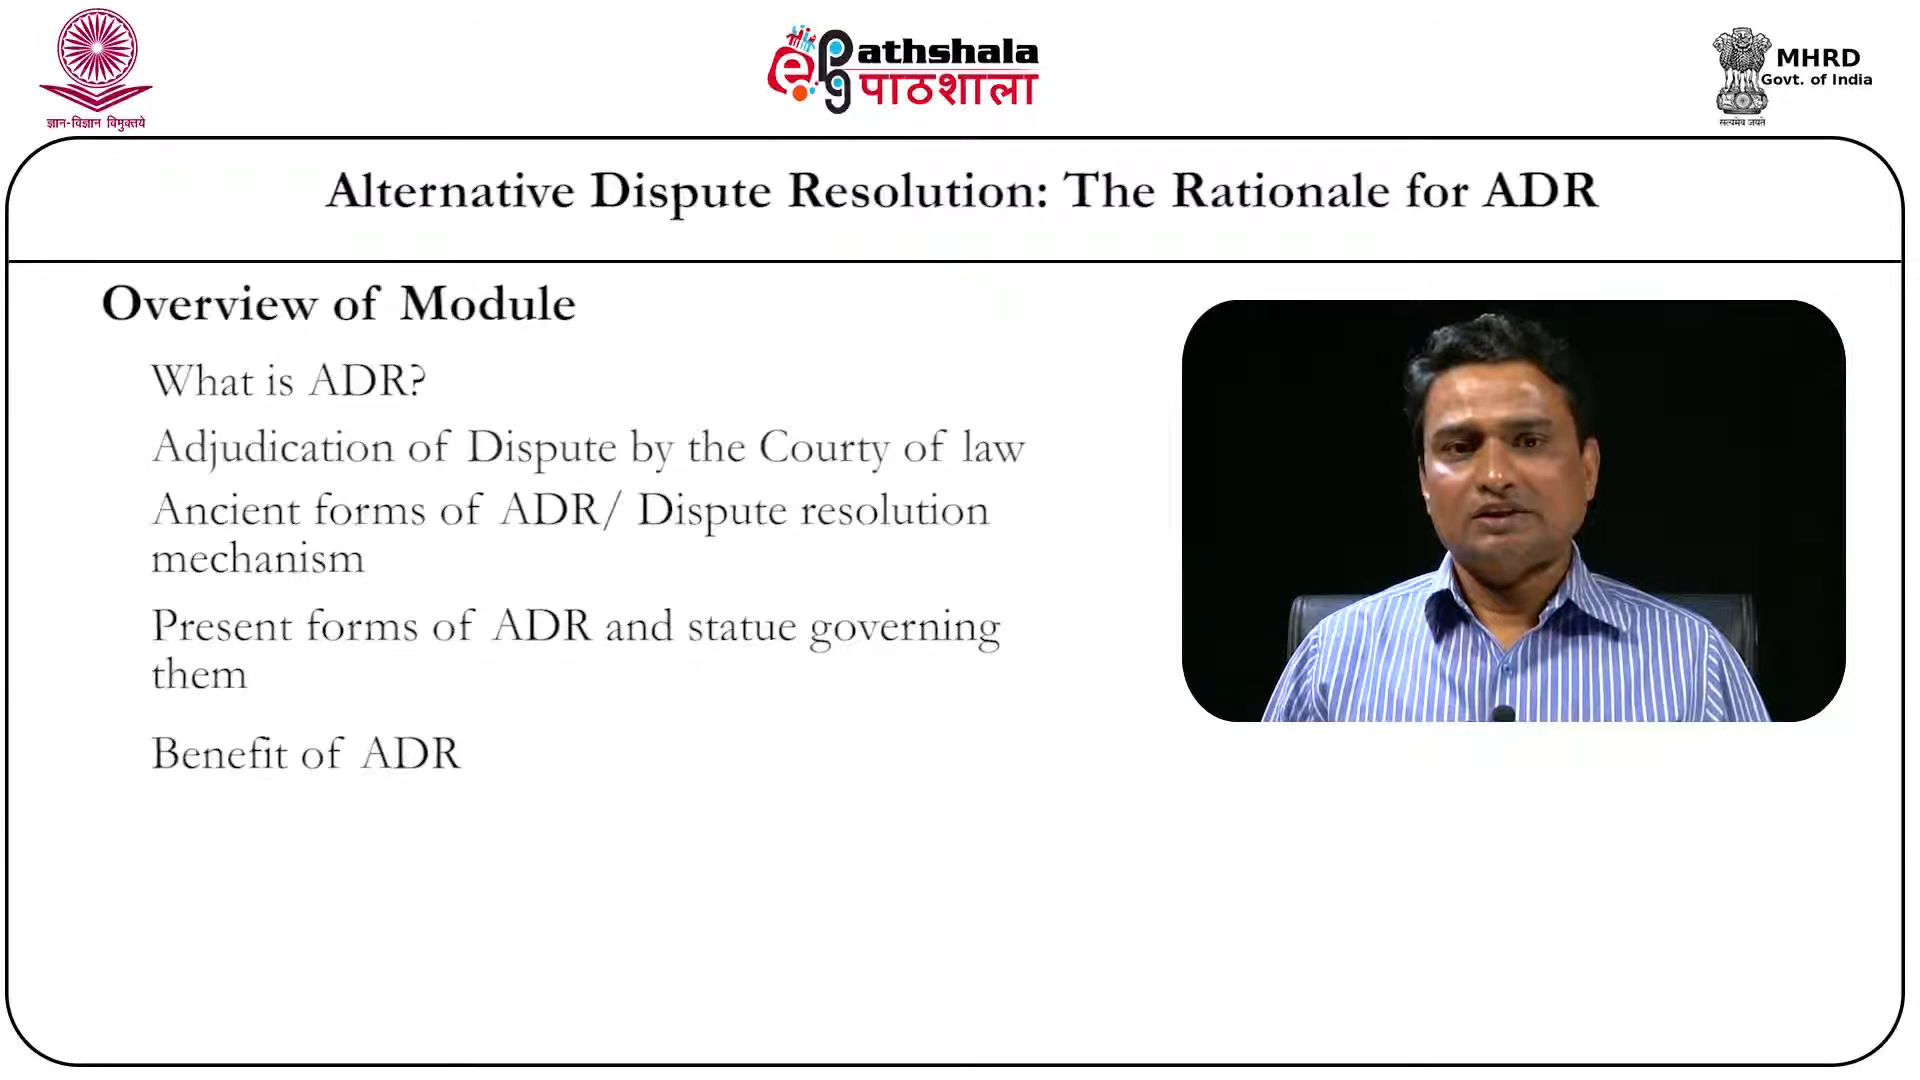 ज्ञान-विज्ञान विमुक्तये
e pg athshala
पाठशाला
MHRD
Govt. of India
सत्यमेव जयते
Alternative Dispute Resolution: The Rationale for ADR
Overview of Module
What is ADR?
Adjudication of Dispute by the Courty of law
Ancient forms of ADR/ Dispute resolution
mechanism
Present forms of ADR and statue governing
them
Benefit of ADR